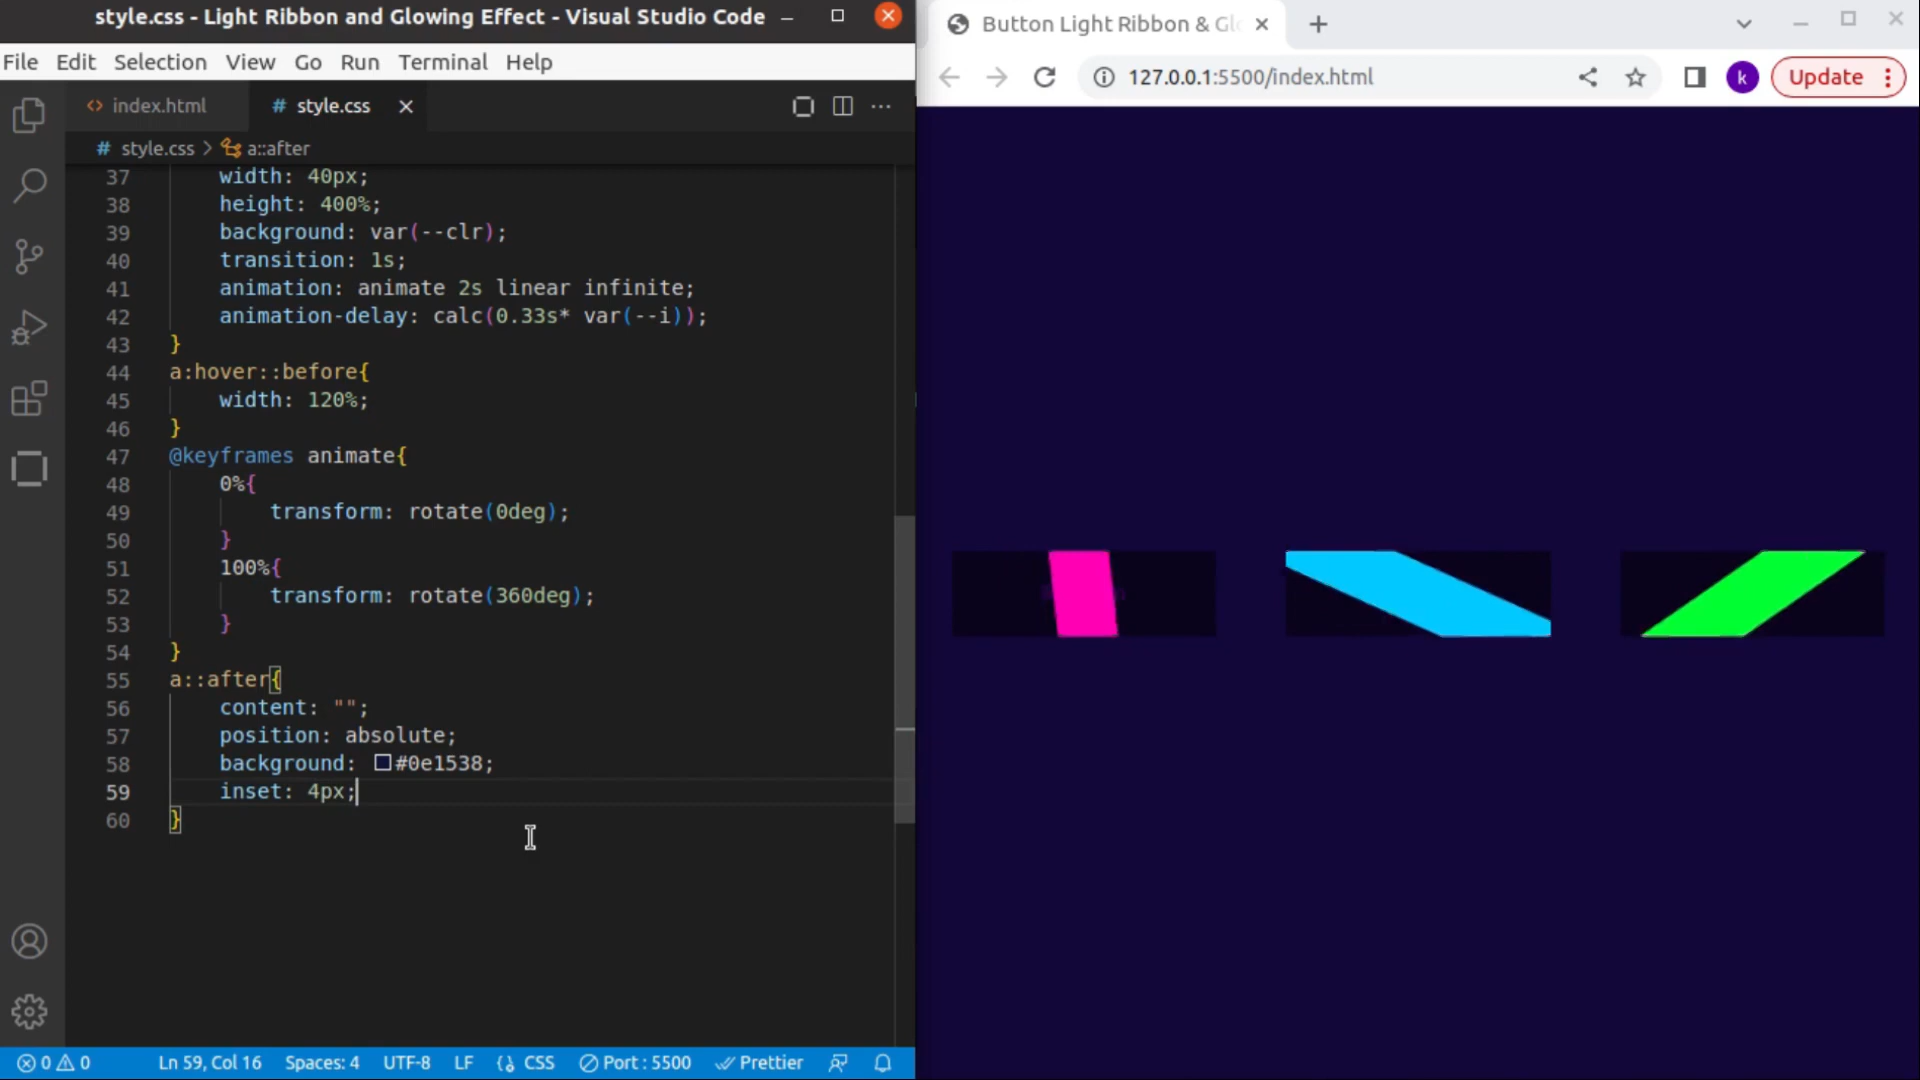 style.css - Light Ribbon and Glowing Effect - Visual Studio Code
File Edit Selection View Go Run Terminal Help
<> index.html # style.css
# style.css > a::after
37 width: 40px;
38 height: 400%;
39 background: var(--clr);
40 transition: 1s;
41 animation: animate 2s linear infinite;
42 animation-delay: calc(0.33s* var(--i));
43 }
44 a:hover::before{
45 width: 120%;
46 }
47 @keyframes animate{
48 0%{
49 transform: rotate(0deg);
50 }
51 100%{
52 transform: rotate(360deg);
53 }
54 }
55 a::after{
56 content: "";
57 position: absolute;
58 background: #0e1538;
59 inset: 4px;
60 }
0 0 Ln 59, Col 16 Spaces: 4 UTF-8 LF CSS Port : 5500 Prettier
Button Light Ribbon & Gl
127.0.0.1:5500/index.html k Update